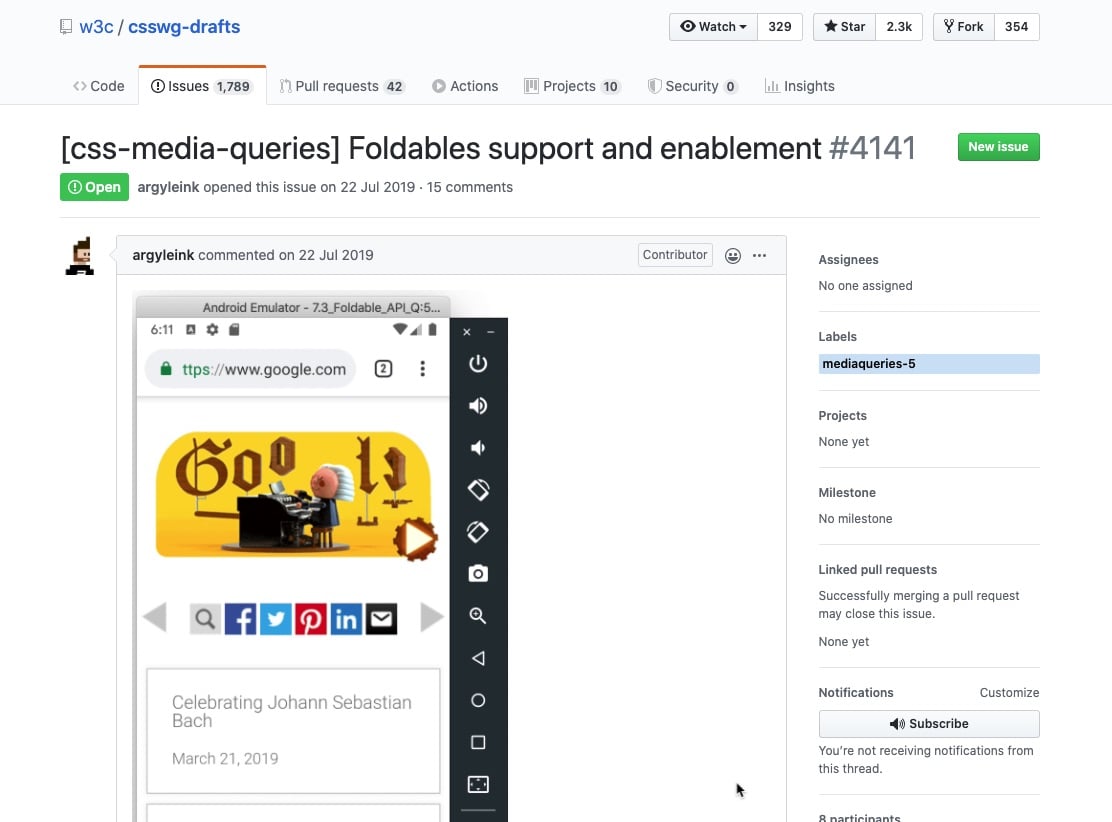 w3c / csswg-drafts
Watch 329 Star 2.3k Fork 354
Code Issues 1,789 Pull requests 42 Actions Projects 10 Security 0 Insights
[css-media-queries] Foldables support and enablement #4141
New issue
Open argyleink opened this issue on 22 Jul 2019 · 15 comments
argyleink commented on 22 Jul 2019
Contributor
Android Emulator - 7.3_Foldable_API_Q:5...
6:11
ttps://www.google.com 2
Google
Celebrating Johann Sebastian
Bach
March 21, 2019
Assignees
No one assigned
Labels
mediaqueries-5
Projects
None yet
Milestone
No milestone
Linked pull requests
Successfully merging a pull request
may close this issue.
None yet
Notifications Customize
Subscribe
You're not receiving notifications from
this thread.
8 participants